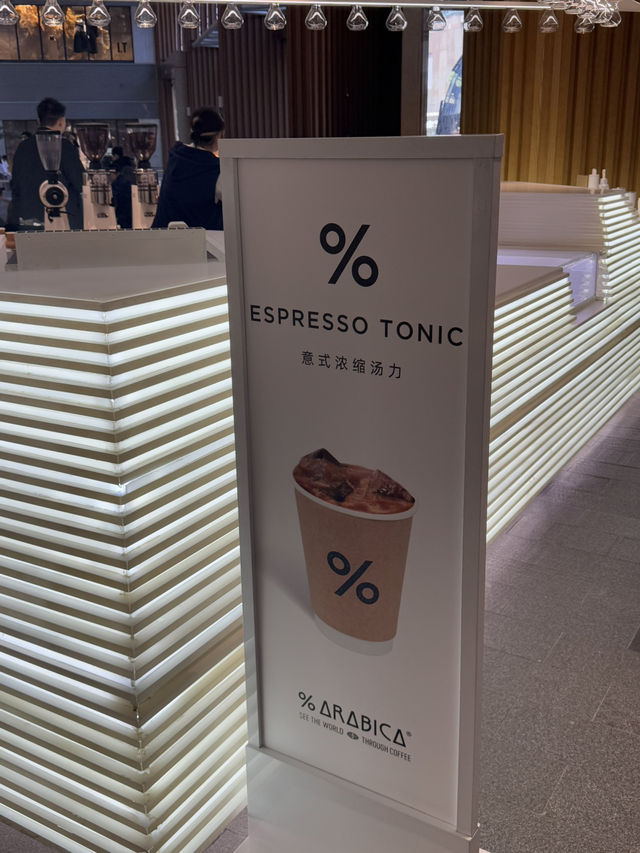 %
ESPRESSO TONIC
意式浓缩汤力
%
% ARABICA®
SEE THE WORLD THROUGH COFFEE